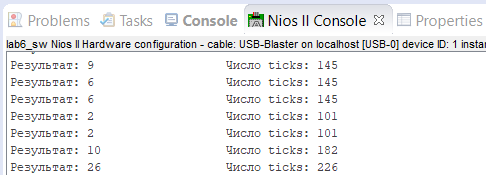 Problems Tasks Console Nios II Console Properties
lab6_sw Nios II Hardware configuration - cable: USB-Blaster on localhost [USB-0] device ID: 1 instan
Результат: 9 Число ticks: 145
Результат: 6 Число ticks: 145
Результат: 6 Число ticks: 145
Результат: 2 Число ticks: 101
Результат: 2 Число ticks: 101
Результат: 10 Число ticks: 182
Результат: 26 Число ticks: 226